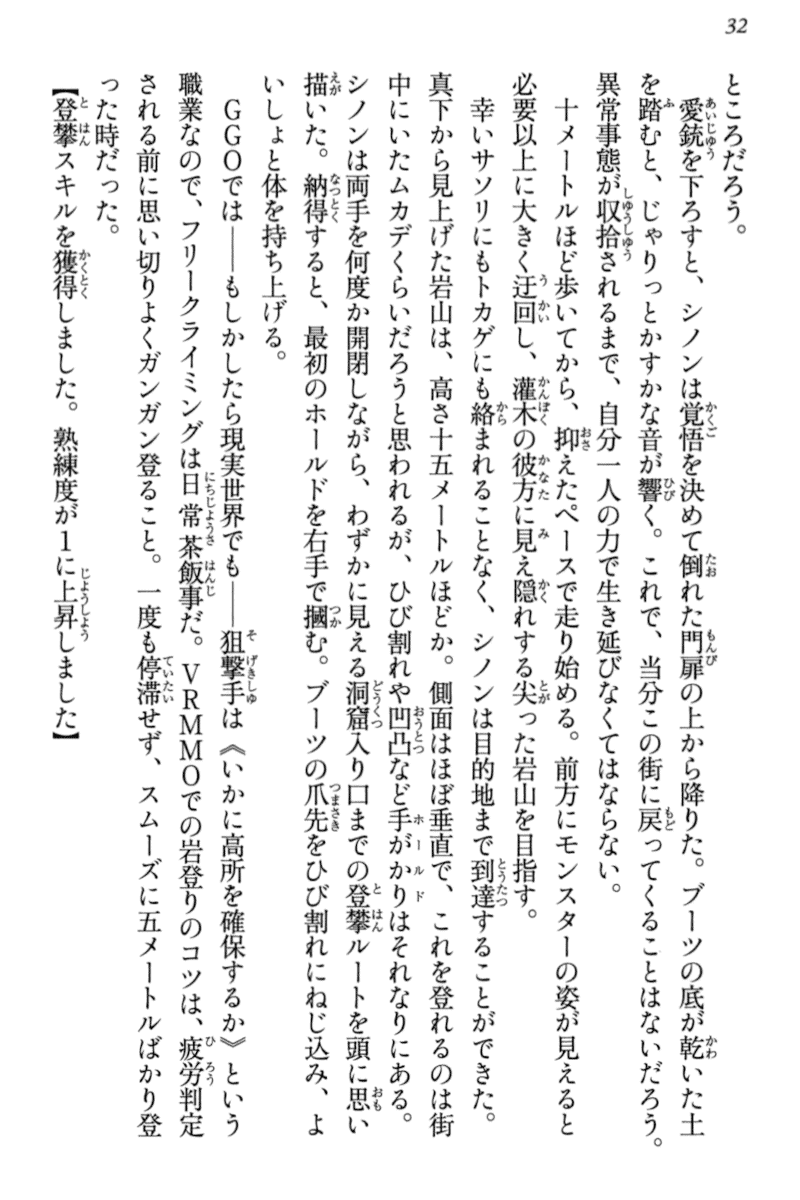 32
ところだろう。
　愛銃を下ろすと、シノンは覚悟を決めて倒れた門扉の上から降りた。ブーツの底が乾いた土
を踏むと、じゃりっとかすかな音が響く。これで、当分この街に戻ってくることはないだろう。
異常事態が収拾されるまで、自分一人の力で生き延びなくてはならない。
　十メートルほど歩いてから、抑えたペースで走り始める。前方にモンスターの姿が見えると
必要以上に大きく迂回し、灌木の彼方に見え隠れする尖った岩山を目指す。
　幸いサソリにもトカゲにも絡まれることなく、シノンは目的地まで到達することができた。
真下から見上げた岩山は、高さ十五メートルほどか。側面はほぼ垂直で、これを登れるのは街
中にいたムカデくらいだろうと思われるが、ひび割れや凹凸など手がかりはそれなりにある。
シノンは両手を何度か開閉しながら、わずかに見える洞窟入り口までの登攀ルートを頭に思い
描いた。納得すると、最初のホールドを右手で摑む。ブーツの爪先をひび割れにねじ込み、よ
いしょと体を持ち上げる。
　ＧＧＯでは――もしかしたら現実世界でも――狙撃手は《いかに高所を確保するか》という
職業なので、フリークライミングは日常茶飯事だ。ＶＲＭＭＯでの岩登りのコツは、疲労判定
される前に思い切りよくガンガン登ること。一度も停滞せず、スムーズに五メートルばかり登
った時だった。
【登攀スキルを獲得しました。熟練度が１に上昇しました】